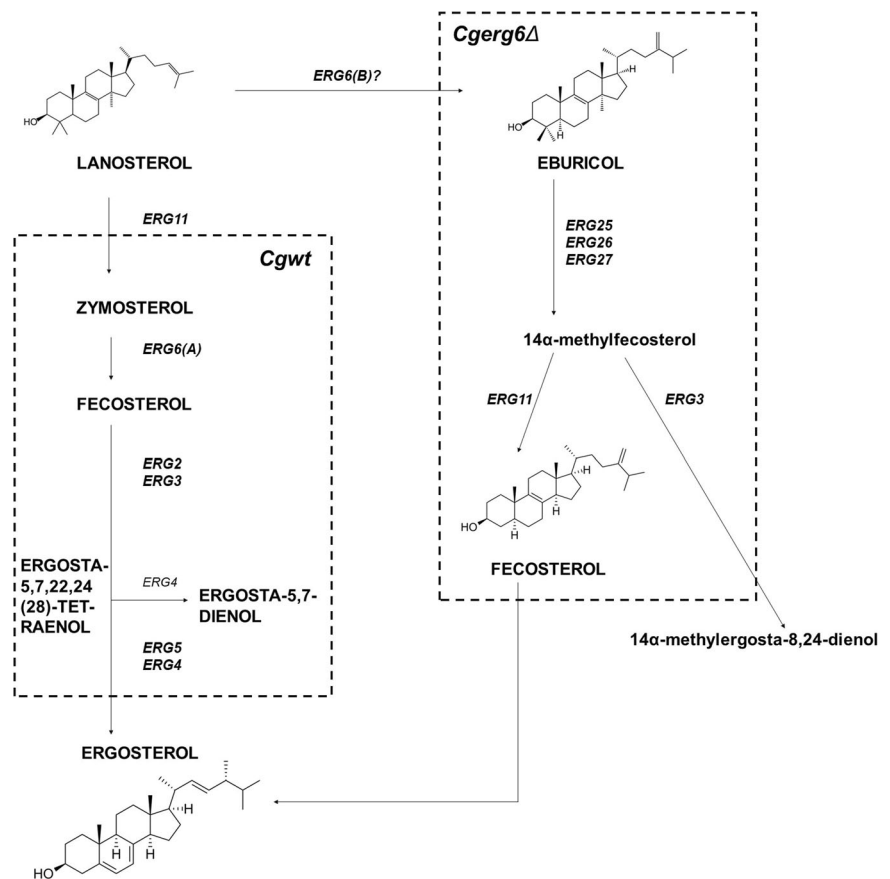 Cgerg6Δ
ERG6(B)?
HO
H
HO
H
LANOSTEROL
EBURICOL
ERG11
ERG25
ERG26
ERG27
Cgwt
ZYMOSTEROL
14α-methylfecosterol
ERG6(A)
ERG11
ERG3
FECOSTEROL
ERG2
ERG3
H
H
HO
H
FECOSTEROL
ERGOSTA-
5,7,22,24
(28)-TET-
RAENOL
ERG4
ERGOSTA-5,7-
DIENOL
14α-methylergosta-8,24-dienol
ERG5
ERG4
ERGOSTEROL
H
H
H
HO